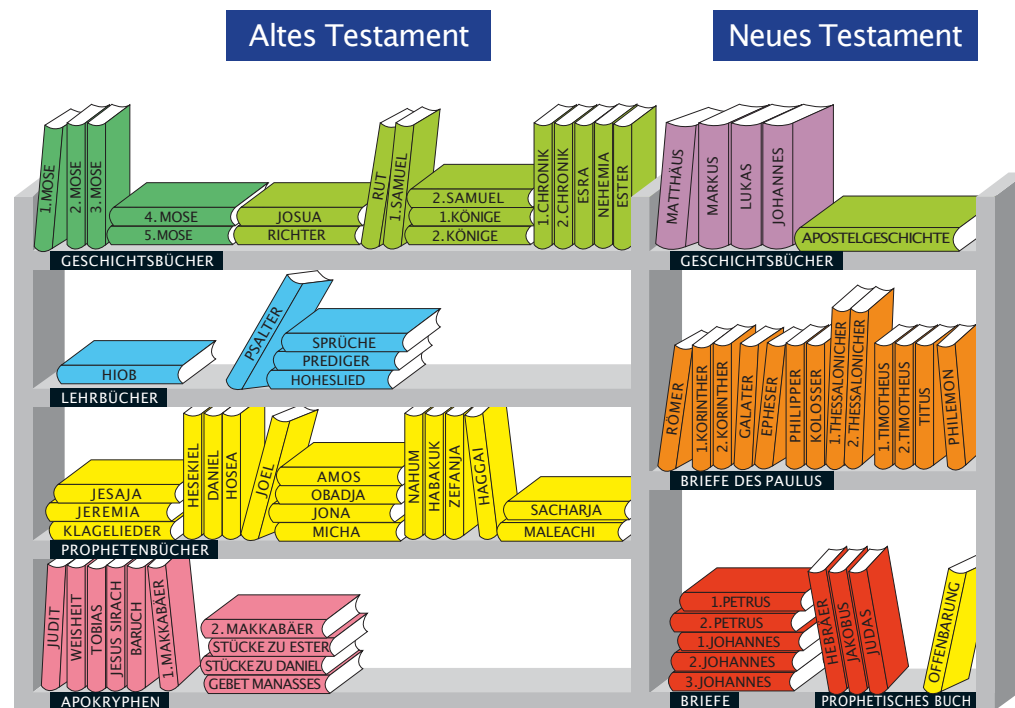 Altes Testament
Neues Testament
1. MOSE
2. MOSE
3. MOSE
4. MOSE
5.MOSE
JOSUA
RICHTER
RUT
1.SAMUEL
2.SAMUEL
1.KÖNIGE
2.KÖNIGE
1.CHRONIK
2.CHRONIK
ESRA
NEHEMIA
ESTER
GESCHICHTSBÜCHER
HIOB
PSALTER
SPRÜCHE
PREDIGER
HOHESLIED
LEHRBÜCHER
JESAJA
JEREMIA
KLAGELIEDER
HESEKIEL
DANIEL
HOSEA
JOEL
AMOS
OBADJA
JONA
MICHA
NAHUM
HABAKUK
ZEFANJA
HAGGAI
SACHARJA
MALEACHI
PROPHETENBÜCHER
JUDIT
WEISHEIT
TOBIAS
JESUS SIRACH
BARUCH
1.MAKKABÄER
2.MAKKABÄER
STÜCKE ZU ESTER
STÜCKE ZU DANIEL
GEBET MANASSES
APOKRYPHEN
MATTHÄUS
MARKUS
LUKAS
JOHANNES
APOSTELGESCHICHTE
GESCHICHTSBÜCHER
RÖMER
1.KORINTHER
2.KORINTHER
GALATER
EPHESER
PHILIPPER
KOLOSSER
1.THESSALONICHER
2. THESSALONICHER
1.TIMOTHEUS
2.TIMOTHEUS
TITUS
PHILEMON
BRIEFE DES PAULUS
1.PETRUS
2.PETRUS
1.JOHANNES
2.JOHANNES
3.JOHANNES
HEBRÄER
JAKOBUS
JUDAS
BRIEFE
OFFENBARUNG
PROPHETISCHES BUCH